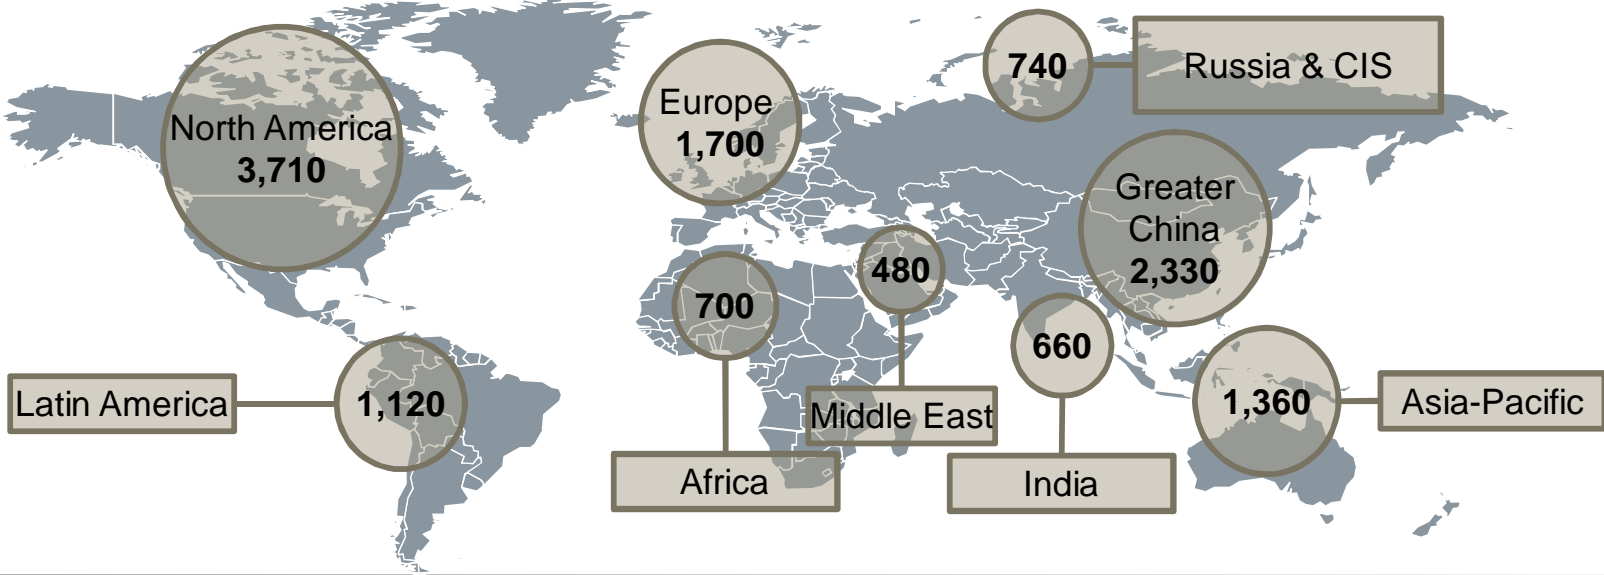 North America
3,710
Europe
1,700
740
Russia & CIS
Greater
China
2,330
700
480
660
Latin America
1,120
Middle East
1,360
Asia-Pacific
Africa
India